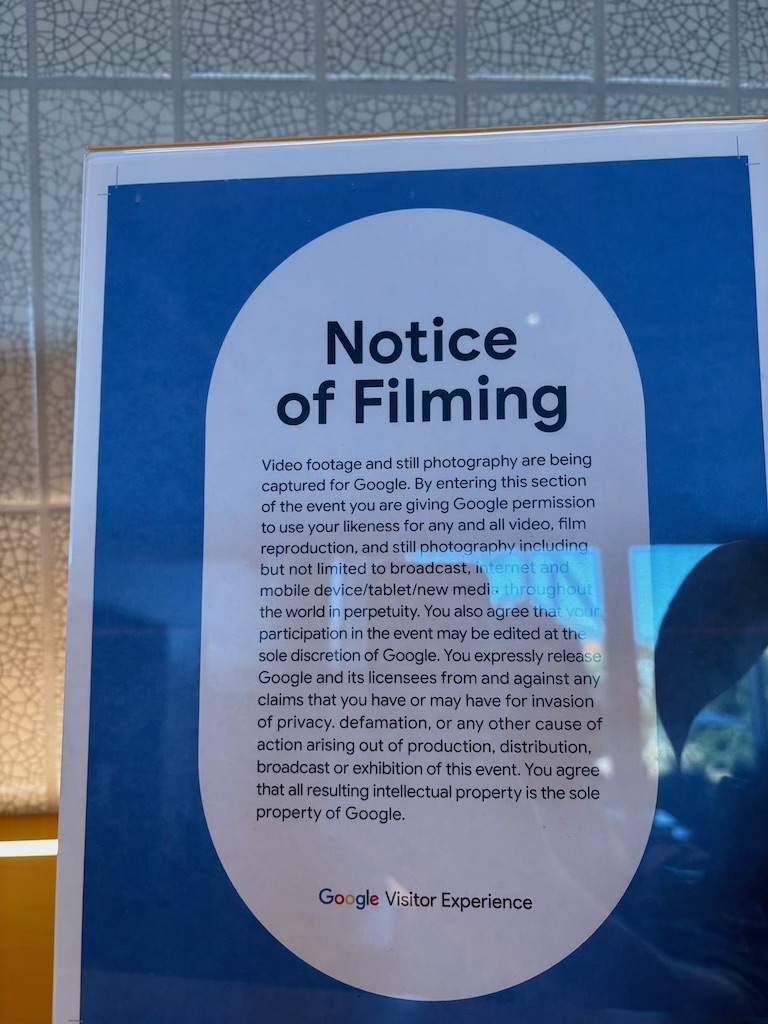 Notice
of Filming
Video footage and still photography are being
captured for Google. By entering this section
of the event you are giving Google permission
to use your likeness for any and all video, film
reproduction, and still photography including
but not limited to broadcast, internet and
mobile device/tablet/new media throughout
the world in perpetuity. You also agree that your
participation in the event may be edited at the
sole discretion of Google. You expressly release
Google and its licensees from and against any
claims that you have or may have for invasion
of privacy. defamation, or any other cause of
action arising out of production, distribution,
broadcast or exhibition of this event. You agree
that all resulting intellectual property is the sole
property of Google.
Google Visitor Experience